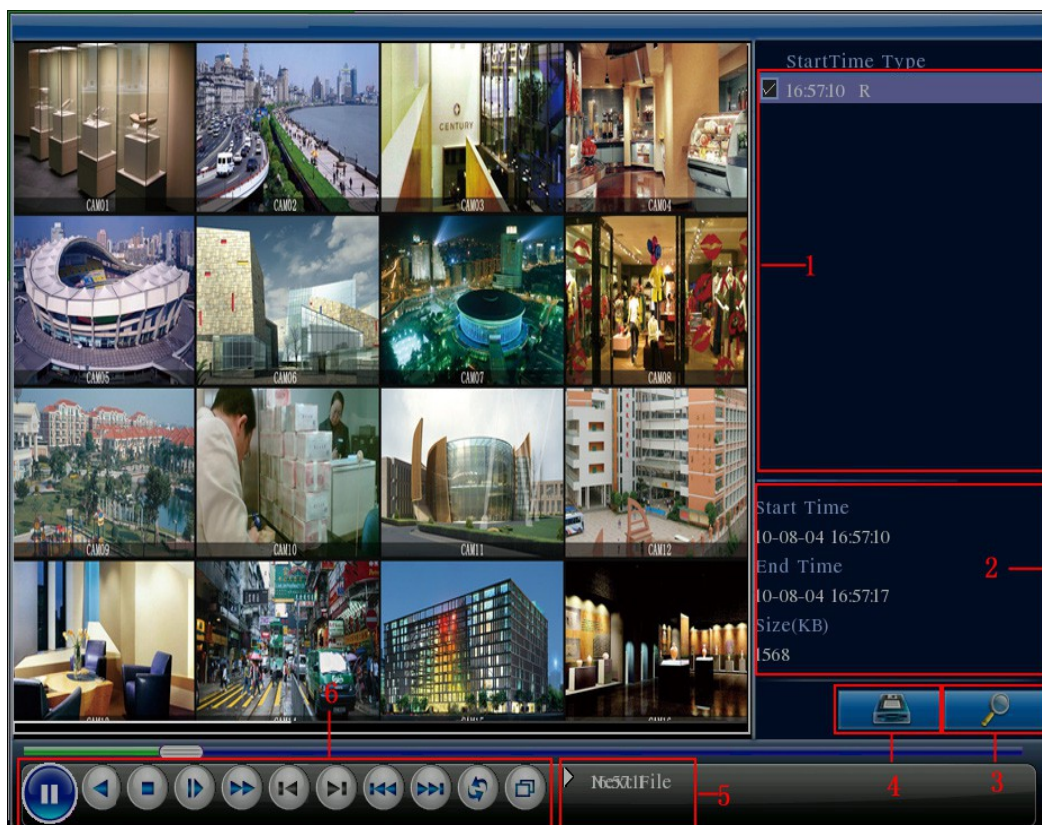 StartTime Type
16:57:10 R
CENTURY
CAM01
CAM02
CAM03
CAM04
1
CAM05
CAM06
CAM07
CAM08
CAM09
CAM10
CAM11
CAM12
Start Time
10-08-04 16:57:10
End Time
2
10-08-04 16:57:17
Size(KB)
1568
6
4
3
5